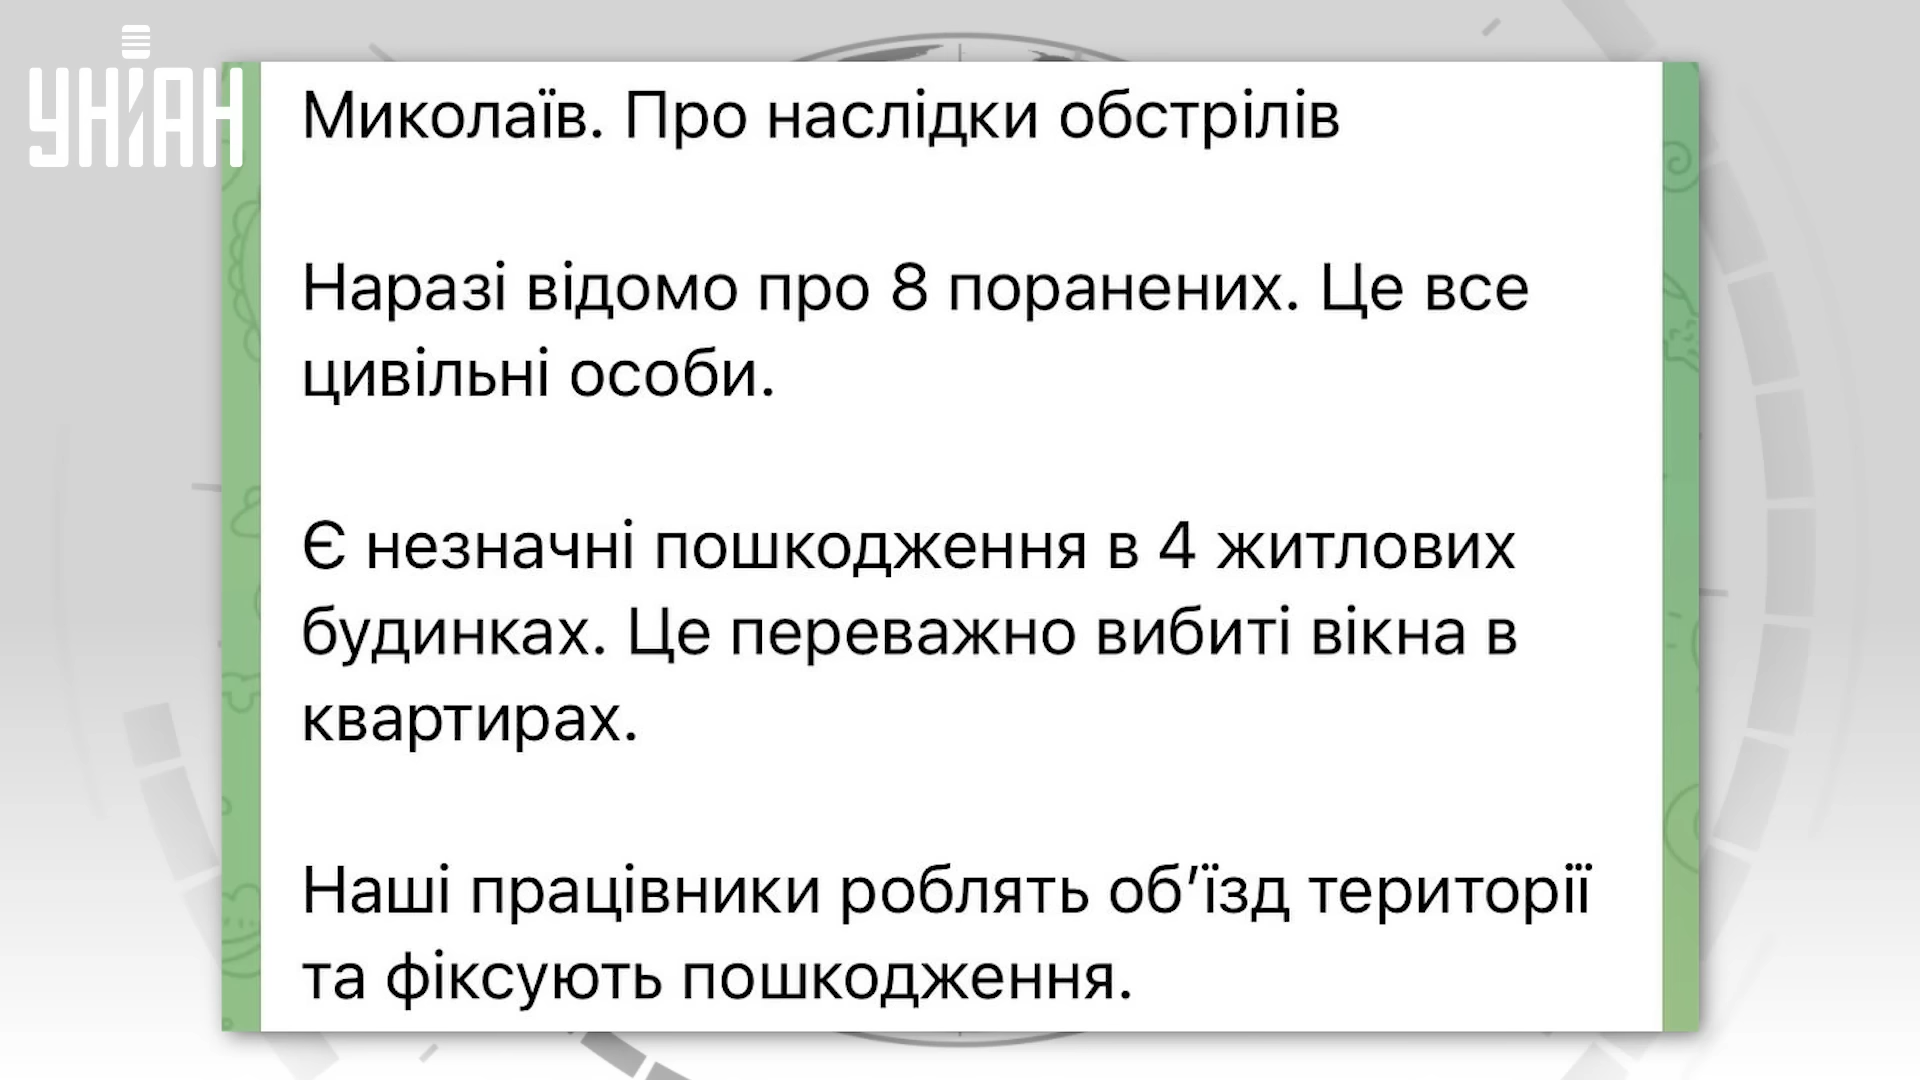 УНІАН
Миколаїв. Про наслідки обстрілів
Наразі відомо про 8 поранених. Це все
цивільні особи.
Є незначні пошкодження в 4 житлових
будинках. Це переважно вибиті вікна в
квартирах.
Наші працівники роблять об’їзд території
та фіксують пошкодження.